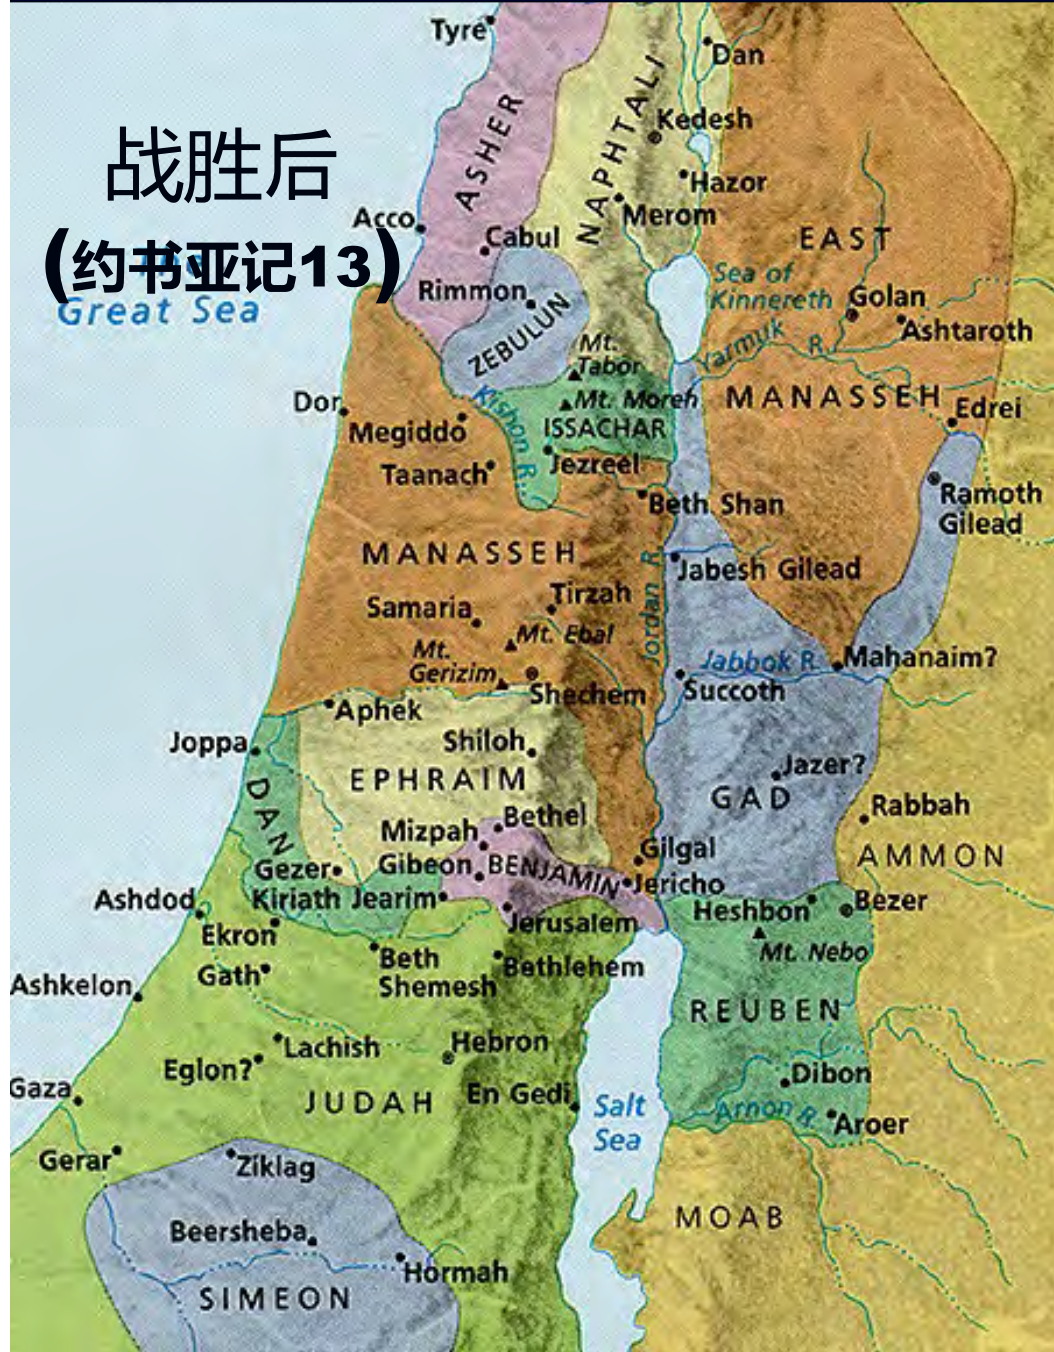 Tyre
Dan
ASHER
NAPHTALI
Kedesh
战胜后
Hazor
Acco
Merom
Cabul
EAST
(约书亚记13)
The
Great Sea
Rimmon
Sea of
Kinnereth
Golan
Ashtaroth
ZEBULUN
Mt.
Tabor
Yarmuk R.
Dor
Kishon R.
Mt. Moreh
MANASSEH
Edrei
Megiddo
ISSACHAR
Taanach
Jezreel
Ramoth
Gilead
Beth Shan
MANASSEH
Jabesh Gilead
Jordan R.
Tirzah
Samaria
Mt. Ebal
Mt.
Gerizim
Jabbok R.
Mahanaim?
Shechem
Succoth
Aphek
Joppa
Shiloh
EPHRAIM
Jazer?
DAN
GAD
Rabbah
Bethel
Mizpah
Gilgal
AMMON
Gezer
Gibeon
BENJAMIN
Jericho
Ashdod
Kiriath Jearim
Heshbon
Bezer
Ekron
Jerusalem
Mt. Nebo
Gath
Beth
Shemesh
Bethlehem
Ashkelon
REUBEN
Lachish
Hebron
Eglon?
Dibon
Gaza
JUDAH
En Gedi
Salt
Sea
Arnon R.
Aroer
Gerar
Ziklag
MOAB
Beersheba
Hormah
SIMEON